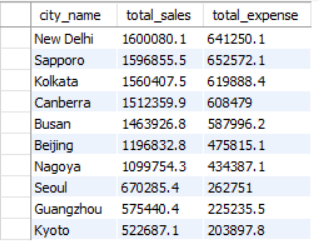 city_name total_sales total_expense
New Delhi 1600080.1 641250.1
Sapporo 1596855.5 652572.1
Kolkata 1560407.5 619888.4
Canberra 1512359.9 608479
Busan 1463926.8 587996.2
Beijing 1196832.8 475815.1
Nagoya 1099754.3 434387.1
Seoul 670285.4 262751
Guangzhou 575440.4 225235.5
Kyoto 522687.1 203897.8